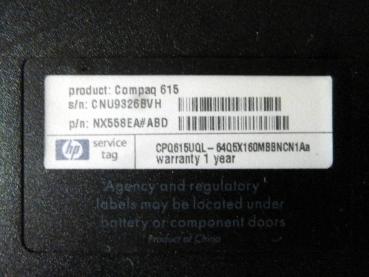 product: Compaq 615
s/n: CNU9326BVH
p/n: NX558EA#ABD
hp
service
tag
CPQ615UQL-64Q5X160MBBNCN1Aa
warranty 1 year
Agency and regulatory
labels may be located under
battery or component doors
Product of China